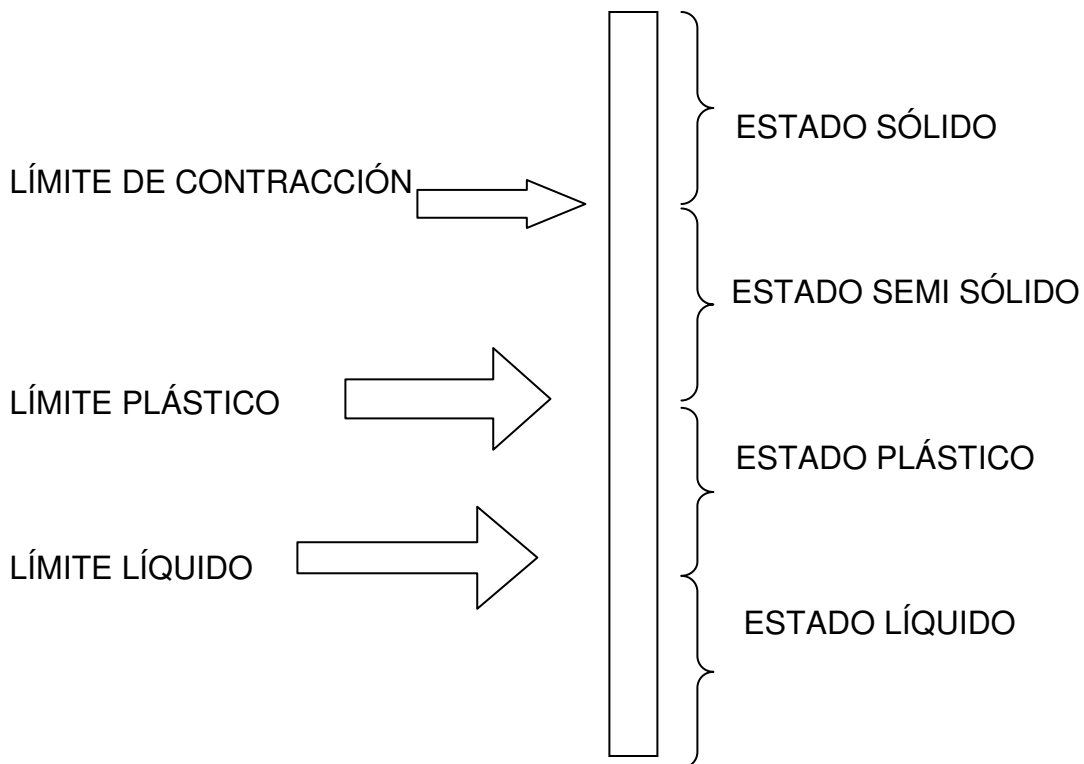 ESTADO SÓLIDO
LÍMITE DE CONTRACCIÓN
ESTADO SEMI SÓLIDO
LÍMITE PLÁSTICO
ESTADO PLÁSTICO
LÍMITE LÍQUIDO
ESTADO LÍQUIDO